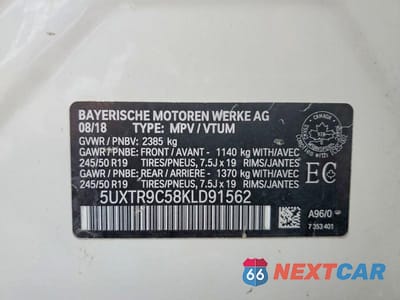 BAYERISCHE MOTOREN WERKE AG
08/18 TYPE: MPV / VTUM
GVWR / PNBV: 2385 kg
GAWR/PNBE: FRONT / AVANT - 1140 kg WITH/AVEC
245/50 R19 TIRES/PNEUS, 7.5J x 19 RIMS/JANTES
GAWR/PNBE: REAR / ARRIERE - 1370 kg WITH/AVEC
245/50 R19 TIRES/PNEUS, 7.5J x 19 RIMS/JANTES
5UXTR9C58KLD91562
CANADA
EC
A96/0
7 353 401
66 NEXTCAR